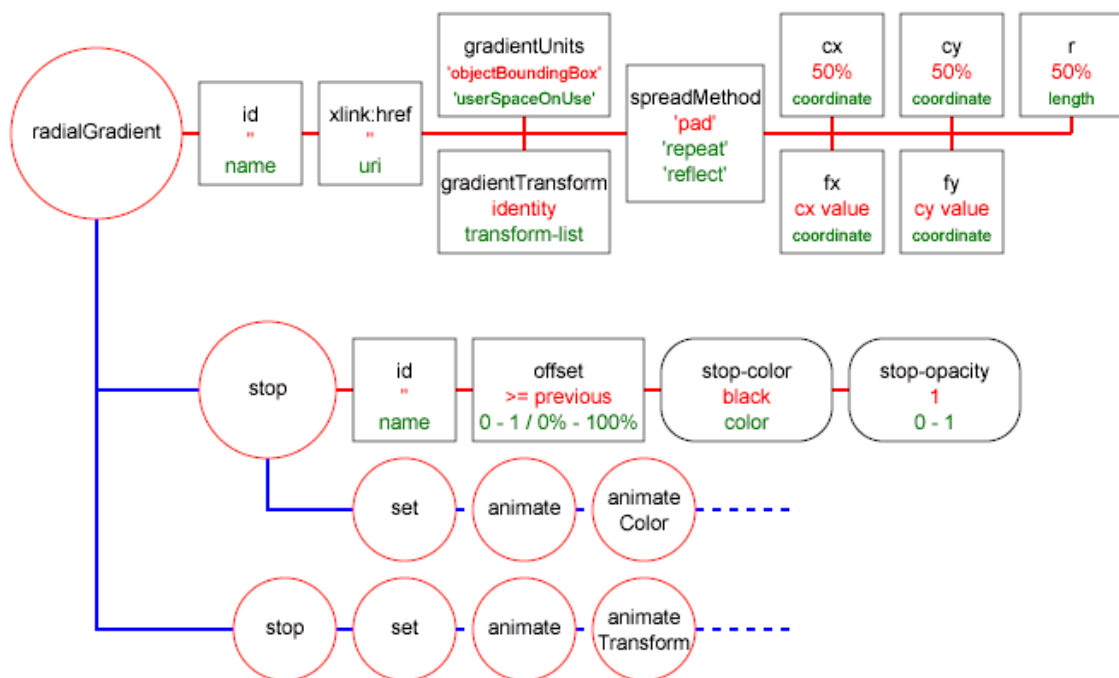 radialGradient
id
"
name
xlink:href
"
uri
gradientUnits
'objectBoundingBox'
'userSpaceOnUse'
gradientTransform
identity
transform-list
spreadMethod
'pad'
'repeat'
'reflect'
cx
50%
coordinate
cy
50%
coordinate
r
50%
length
fx
cx value
coordinate
fy
cy value
coordinate
stop
id
"
name
offset
>= previous
0 - 1 / 0% - 100%
stop-color
black
color
stop-opacity
1
0 - 1
set
animate
animate
Color
stop
set
animate
animate
Transform